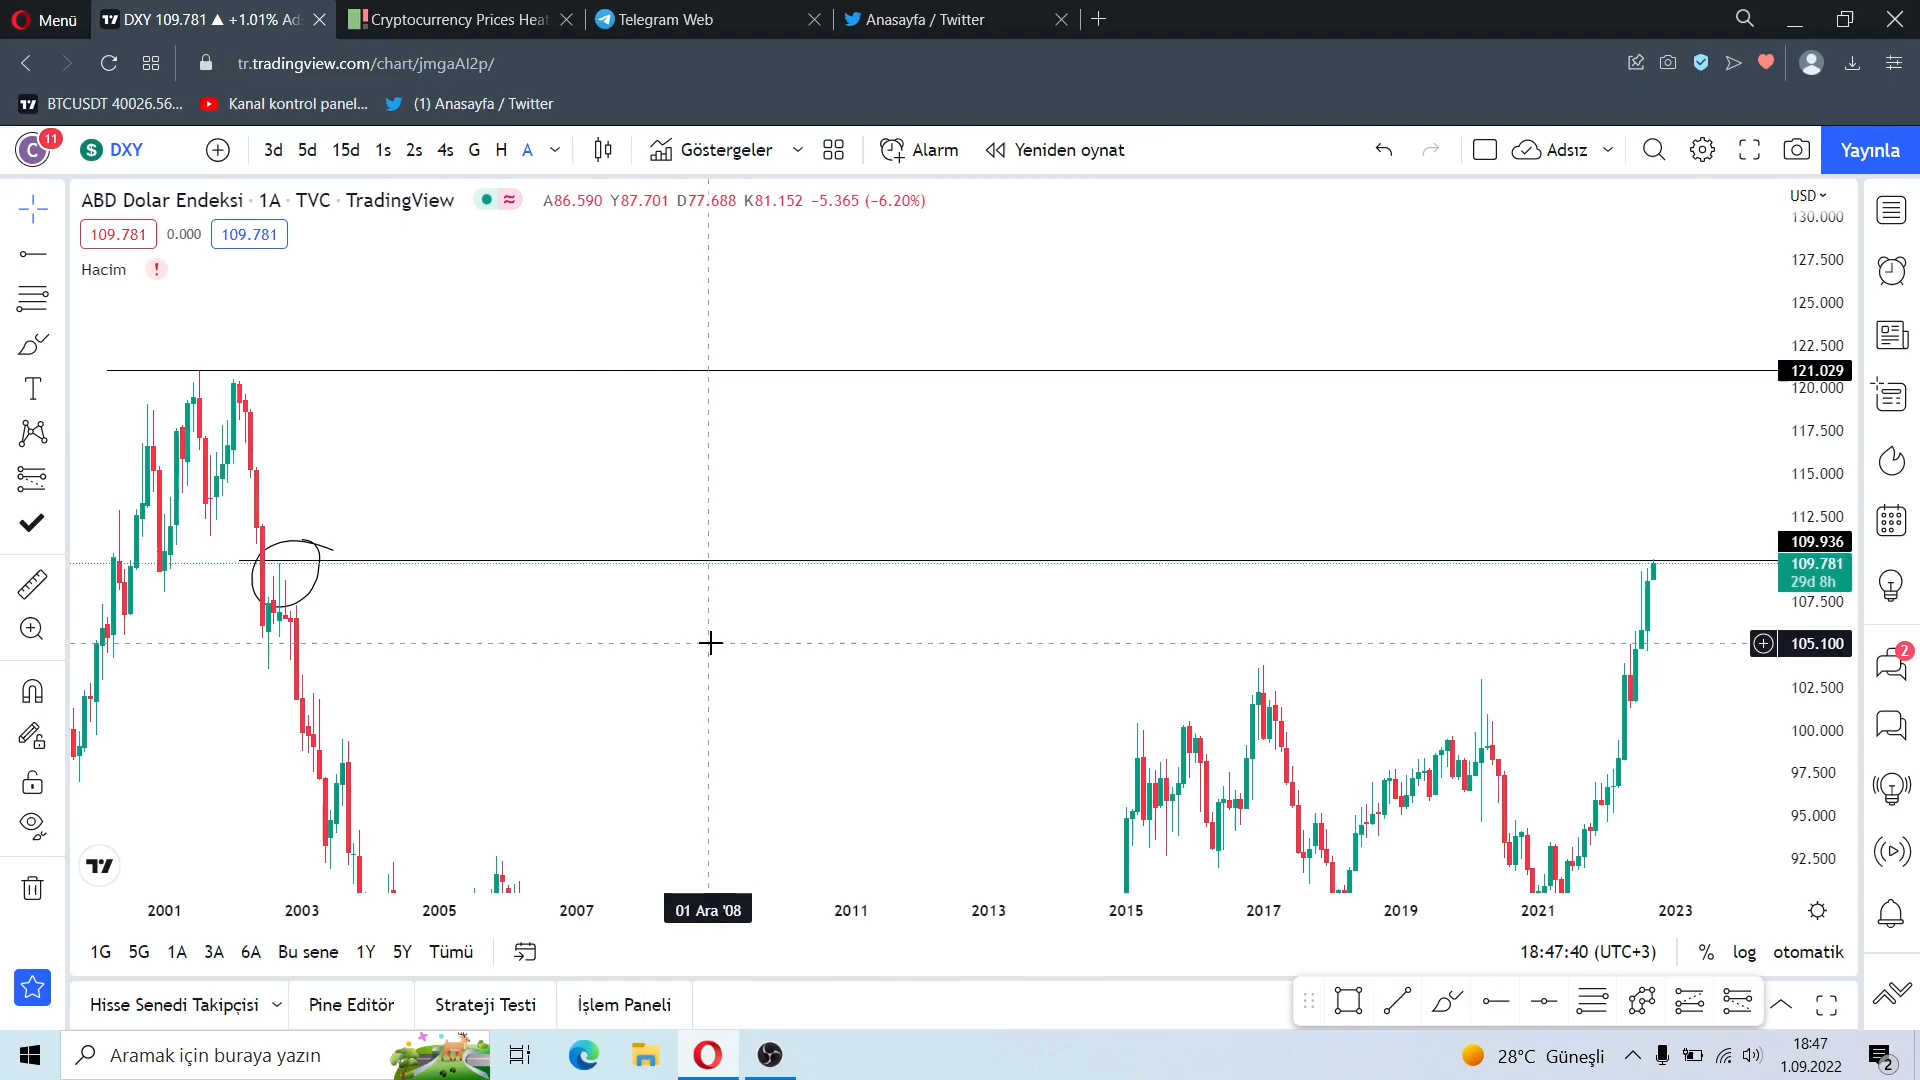 Menü
DXY 109.781 ▲ +1.01% Ad
Cryptocurrency Prices Heat
Telegram Web
Anasayfa / Twitter
tr.tradingview.com/chart/jmgaAI2p/
BTCUSDT 40026.56...
Kanal kontrol panel...
(1) Anasayfa / Twitter
C
11
$
DXY
3d 5d 15d 1s 2s 4s G H A
Göstergeler
Alarm
Yeniden oynat
Adsız
Yayınla
ABD Dolar Endeksi · 1A · TVC · TradingView
A86.590 Y87.701 D77.688 K81.152 −5.365 (−6.20%)
USD
109.781
0.000
109.781
Hacim
!
130.000
127.500
125.000
122.500
121.029
120.000
117.500
115.000
112.500
109.936
109.781
29d 8h
107.500
105.100
102.500
100.000
97.500
95.000
92.500
2
2001
2003
2005
2007
01 Ara '08
2011
2013
2015
2017
2019
2021
2023
1G 5G 1A 3A 6A Bu sene 1Y 5Y Tümü
18:47:40 (UTC+3)
% log otomatik
Hisse Senedi Takipçisi
Pine Editör
Strateji Testi
İşlem Paneli
Aramak için buraya yazın
28°C Güneşli
18:47
1.09.2022
2